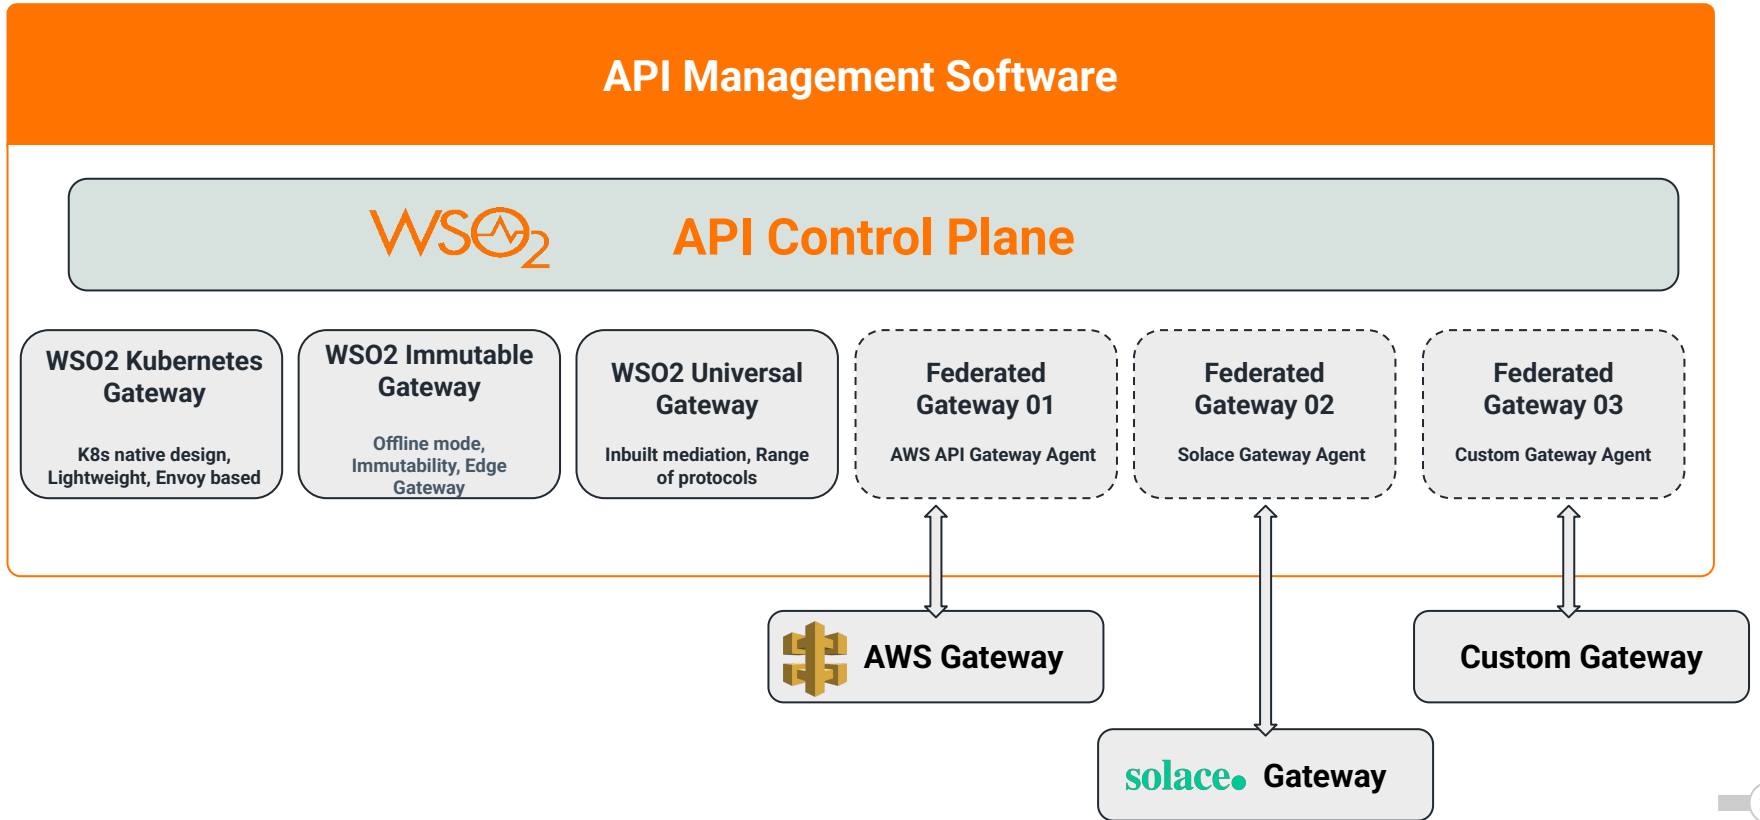 API Management Software
WSO2
API Control Plane
WSO2 Kubernetes
Gateway
K8s native design,
Lightweight, Envoy based
WSO2 Immutable
Gateway
Offline mode,
Immutability, Edge
Gateway
WSO2 Universal
Gateway
Inbuilt mediation, Range
of protocols
Federated
Gateway 01
AWS API Gateway Agent
Federated
Gateway 02
Solace Gateway Agent
Federated
Gateway 03
Custom Gateway Agent
AWS Gateway
Custom Gateway
solace. Gateway